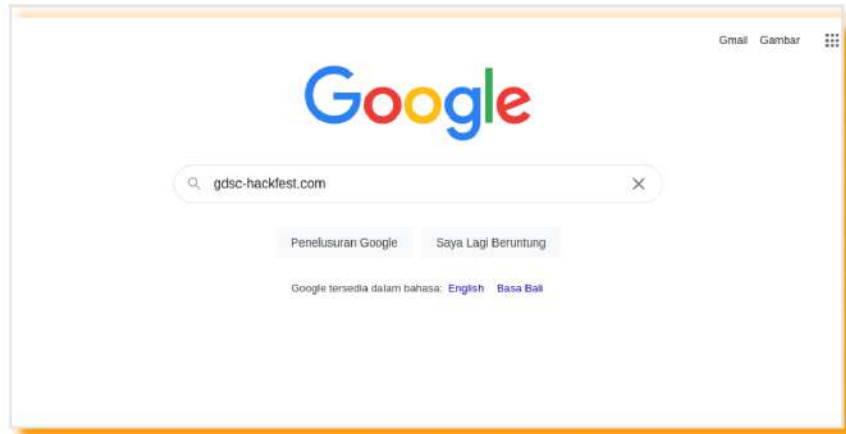 Gmail Gambar
Google
gdsc-hackfest.com
Penelusuran Google Saya Lagi Beruntung
Google tersedia dalam bahasa: English Basa Bali